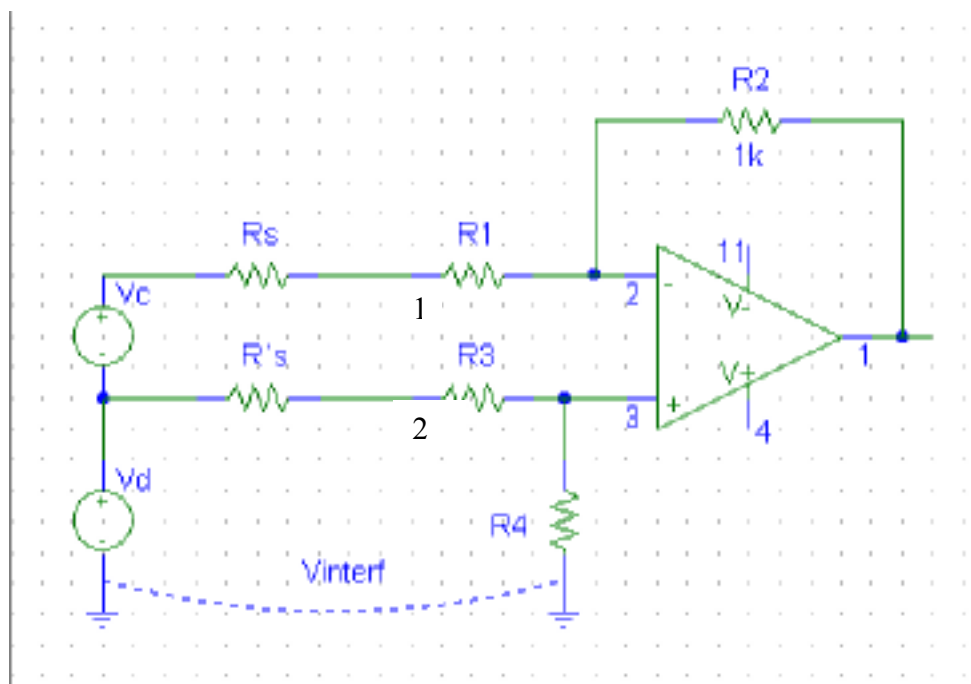 R2
1k
Rs
R1
11
Vc
1
2
-
V-
R's
R3
V+
1
2
3
+
4
Vd
R4
Vinterf